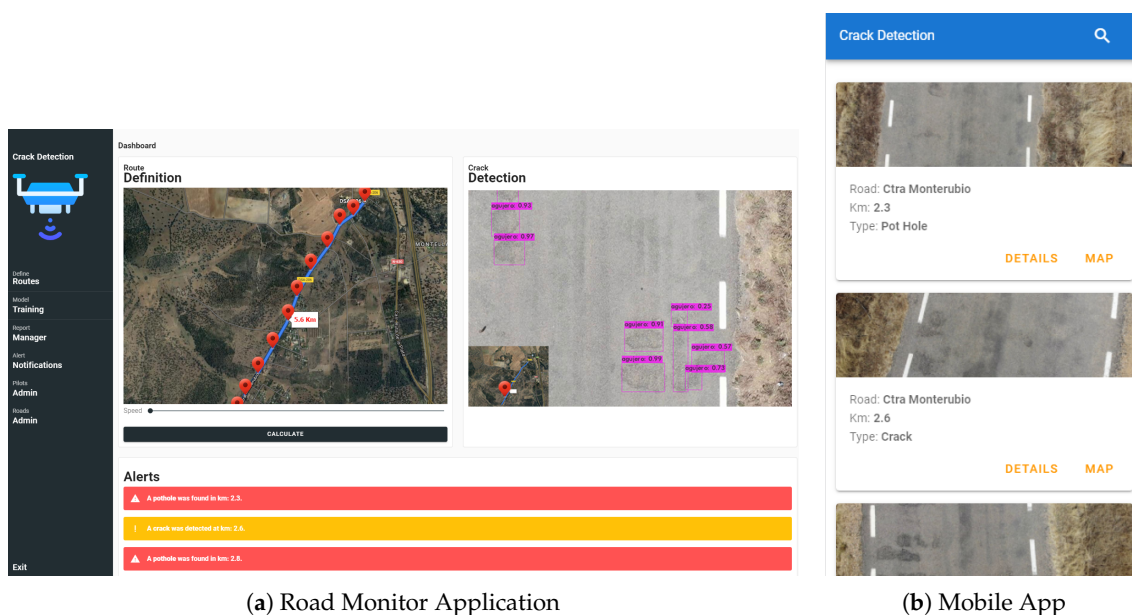 Crack Detection
Define
Routes
Model
Training
Report
Manager
Alert
Notifications
Pilots
Admin
Roads
Admin
Exit
Dashboard
Route
Definition
5.6 Km
Speed
CALCULATE
Crack
Detection
agujero: 0.93
agujero: 0.97
agujero: 0.91
agujero: 0.99
agujero: 0.25
agujero: 0.58
agujero: 0.37
agujero: 0.73
Alerts
A pothole was found in km: 2.3.
! A crack was detected at km: 2.6.
A pothole was found in km: 2.8.
(a) Road Monitor Application
Crack Detection
Road: Ctra Monterubio
Km: 2.3
Type: Pot Hole
DETAILS MAP
Road: Ctra Monterubio
Km: 2.6
Type: Crack
DETAILS MAP
(b) Mobile App